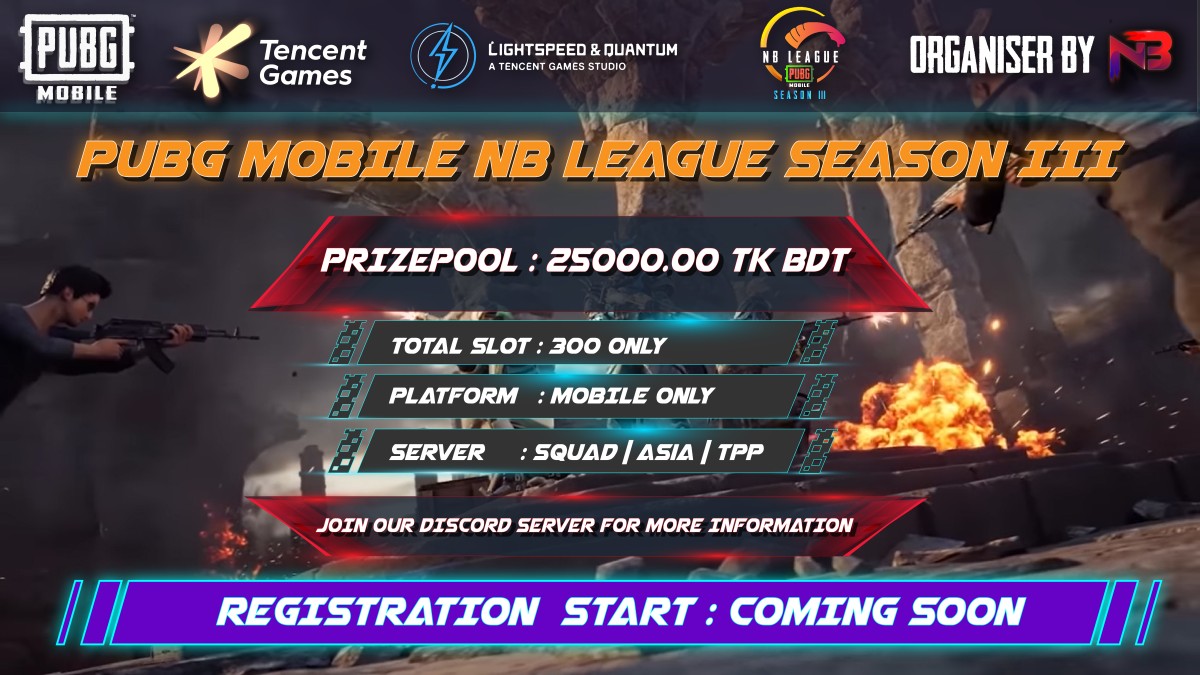 PUBG
MOBILE
Tencent
Games
LIGHTSPEED & QUANTUM
A TENCENT GAMES STUDIO
NB LEAGUE
PUBG
MOBILE
SEASON III
ORGANISER BY NB
PUBG MOBILE NB LEAGUE SEASON III
PRIZEPOOL : 25000.00 TK BDT
TOTAL SLOT : 300 ONLY
PLATFORM : MOBILE ONLY
SERVER : SQUAD | ASIA | TPP
JOIN OUR DISCORD SERVER FOR MORE INFORMATION
REGISTRATION START : COMING SOON